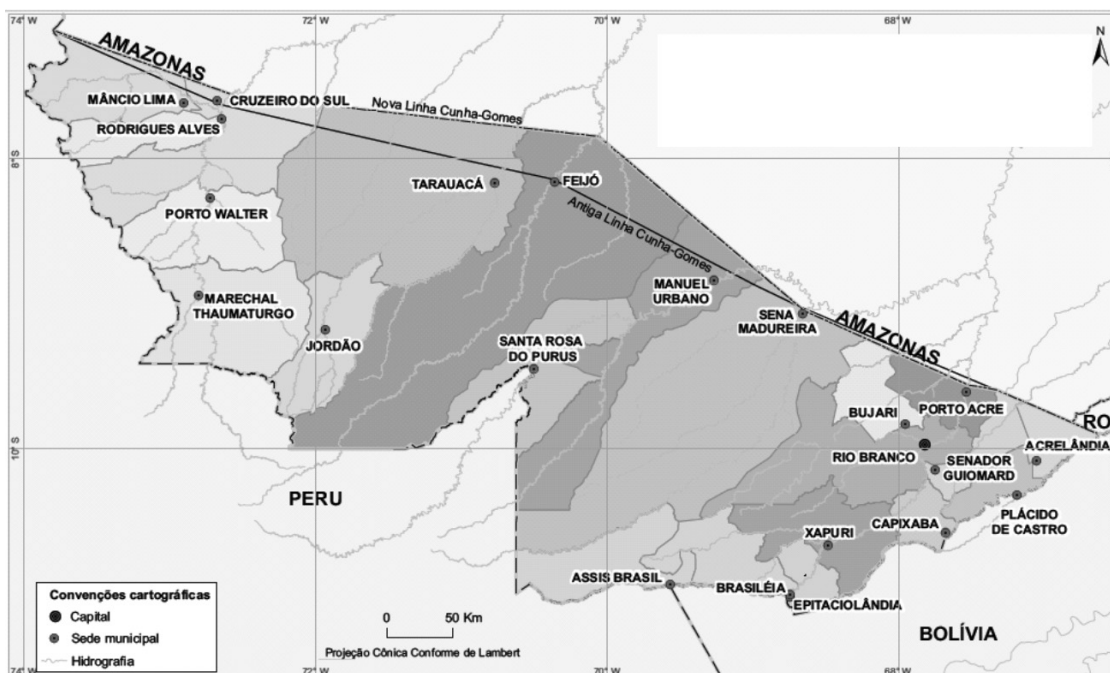 74° W
72° W
70° W
68° W
N
AMAZONAS
MÂNCIO LIMA
CRUZEIRO DO SUL
RODRIGUES ALVES
Nova Linha Cunha-Gomes
8° S
TARAUACÁ
FEIJÓ
PORTO WALTER
Antiga Linha Cunha-Gomes
MANUEL
URBANO
MARECHAL
THAUMATURGO
JORDÃO
SENA
MADUREIRA
AMAZONAS
SANTA ROSA
DO PURUS
BUJARI
PORTO ACRE
RO
10° S
RIO BRANCO
ACRELÂNDIA
SENADOR
GUIOMARD
PERU
PLÁCIDO
DE CASTRO
CAPIXABA
XAPURI
ASSIS BRASIL
BRASILÉIA
EPITACIOLÂNDIA
BOLÍVIA
Convenções cartográficas
Capital
Sede municipal
Hidrografia
0 50 Km
Projeção Cônica Conforme de Lambert
74° W
72° W
70° W
68° W